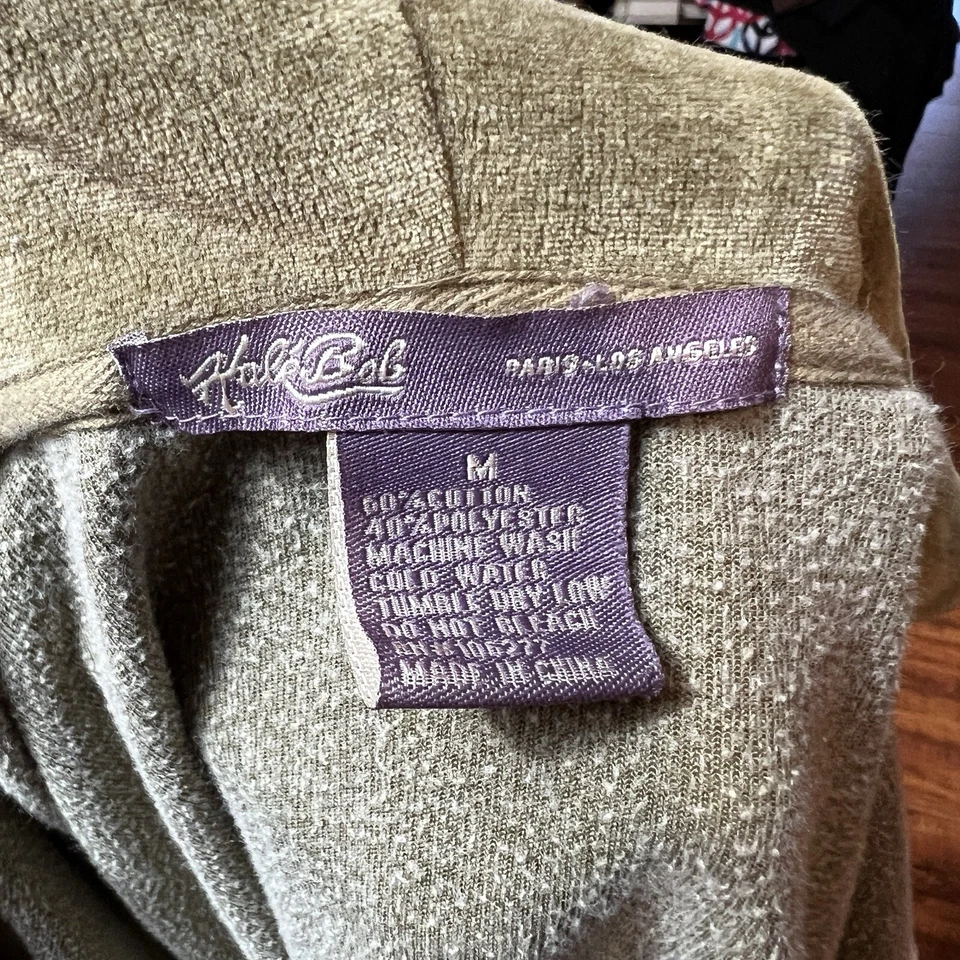 Hale Bob PARIS-LOS ANGELES
M
60%COTTON
40%POLYESTER
MACHINE WASH
COLD WATER
TUMBLE DRY LOW
DO NOT BLEACH
MADE IN CHINA